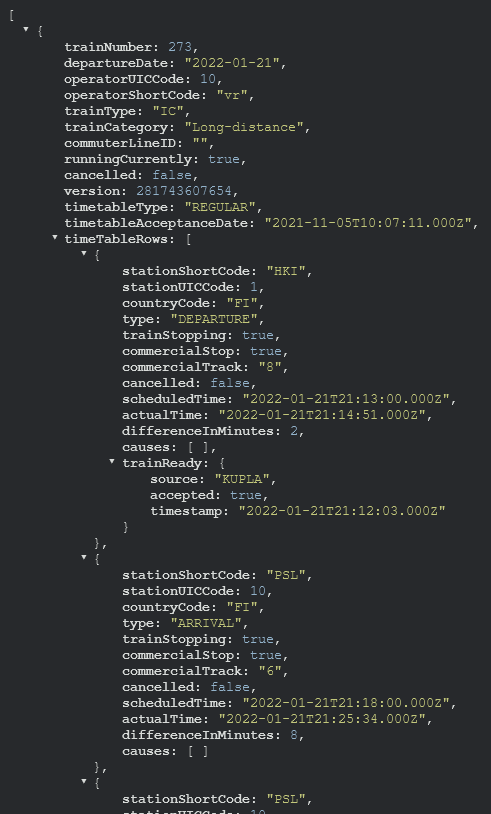 [
{
trainNumber: 273,
departureDate: "2022-01-21",
operatorUICCode: 10,
operatorShortCode: "vr",
trainType: "IC",
trainCategory: "Long-distance",
commuterLineID: "",
runningCurrently: true,
cancelled: false,
version: 281743607654,
timetableType: "REGULAR",
timetableAcceptanceDate: "2021-11-05T10:07:11.000Z",
timeTableRows: [
{
stationShortCode: "HKI",
stationUICCode: 1,
countryCode: "FI",
type: "DEPARTURE",
trainStopping: true,
commercialStop: true,
commercialTrack: "8",
cancelled: false,
scheduledTime: "2022-01-21T21:13:00.000Z",
actualTime: "2022-01-21T21:14:51.000Z",
differenceInMinutes: 2,
causes: [ ],
trainReady: {
source: "KUPLA",
accepted: true,
timestamp: "2022-01-21T21:12:03.000Z"
}
},
{
stationShortCode: "PSL",
stationUICCode: 10,
countryCode: "FI",
type: "ARRIVAL",
trainStopping: true,
commercialStop: true,
commercialTrack: "6",
cancelled: false,
scheduledTime: "2022-01-21T21:18:00.000Z",
actualTime: "2022-01-21T21:25:34.000Z",
differenceInMinutes: 8,
causes: [ ]
},
{
stationShortCode: "PSL",
stationUICCode: 10,